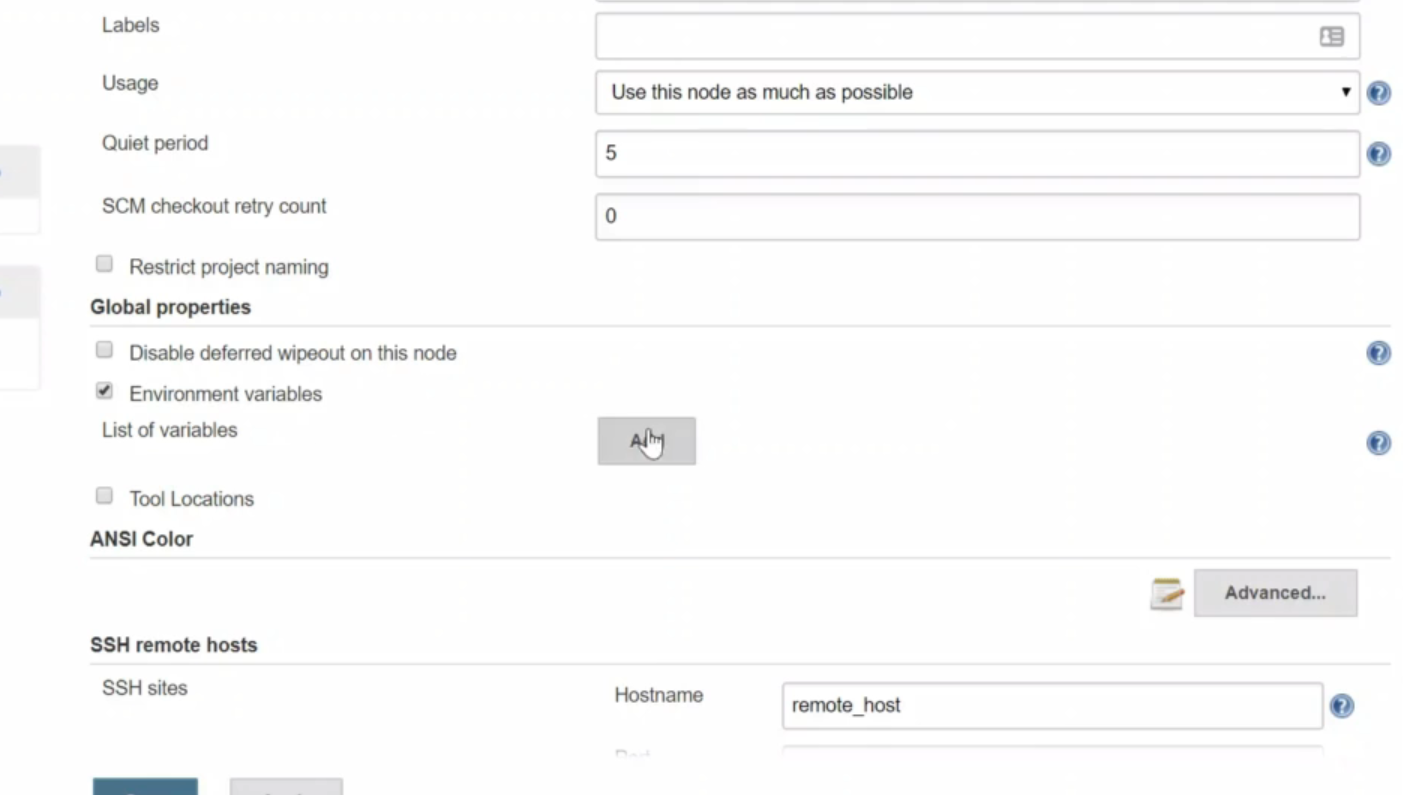 Labels
Usage
Use this node as much as possible
Quiet period
5
SCM checkout retry count
0
Restrict project naming
Global properties
Disable deferred wipeout on this node
Environment variables
List of variables
Tool Locations
ANSI Color
Advanced...
SSH remote hosts
SSH sites
Hostname
remote_host